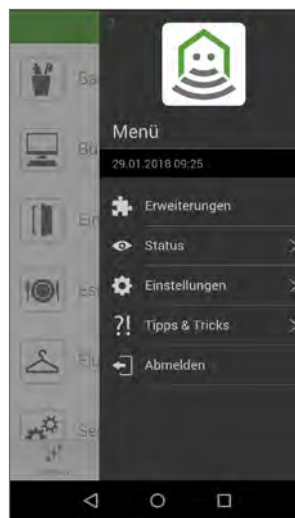 Menü
29.01.2018 09:25
Erweiterungen
Status
Einstellungen
?! Tipps & Tricks
Abmelden